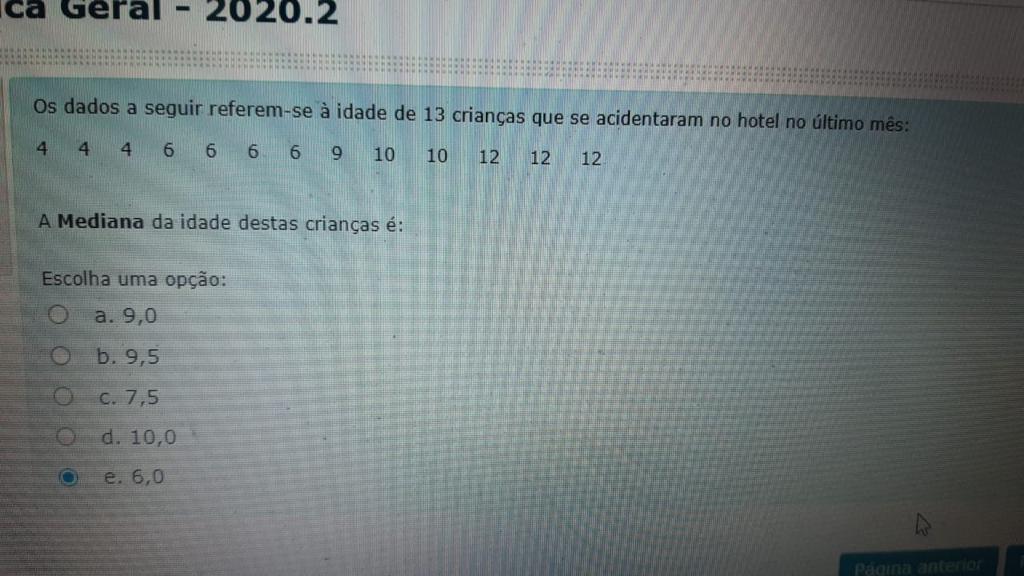 ca Geral - 2020.2
Os dados a seguir referem-se à idade de 13 crianças que se acidentaram no hotel no último mês:
4 4 4 6 6 6 6 9 10 10 12 12 12
A Mediana da idade destas crianças é:
Escolha uma opção:
a. 9,0
b. 9,5
c. 7,5
d. 10,0
e. 6,0
Página anterior